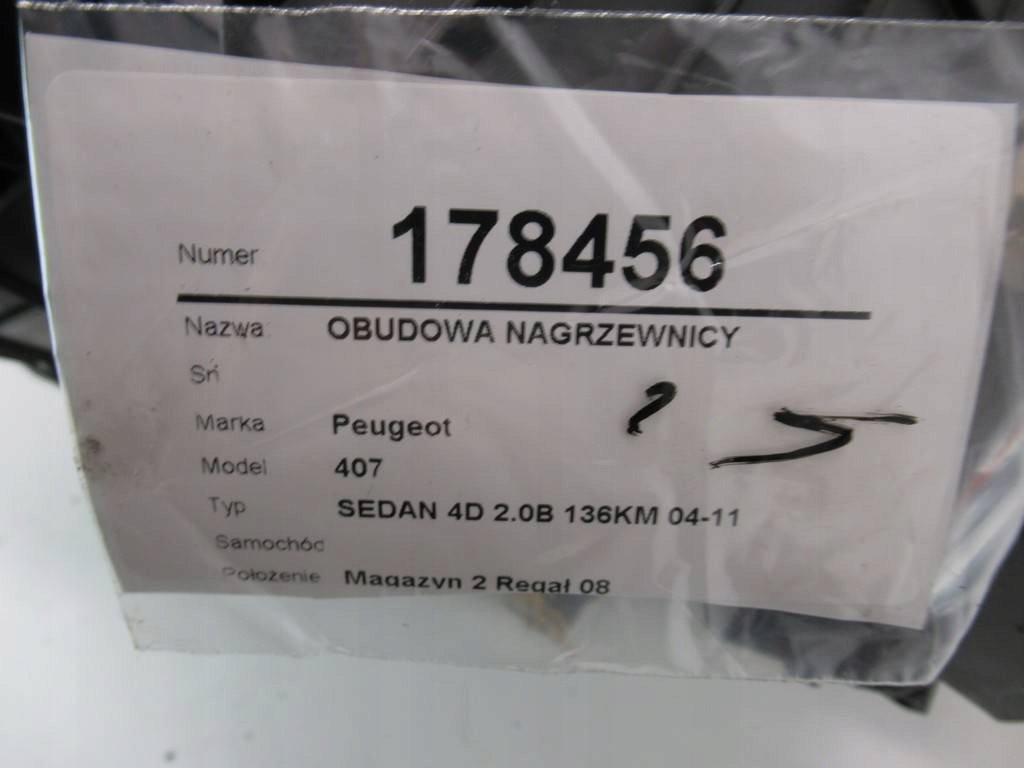 Numer 178456
Nazwa: OBUDOWA NAGRZEWNICY
Sn
Marka Peugeot
Model 407
Typ SEDAN 4D 2.0B 136KM 04-11
Samochód
Położenie Magazyn 2 Regał 08